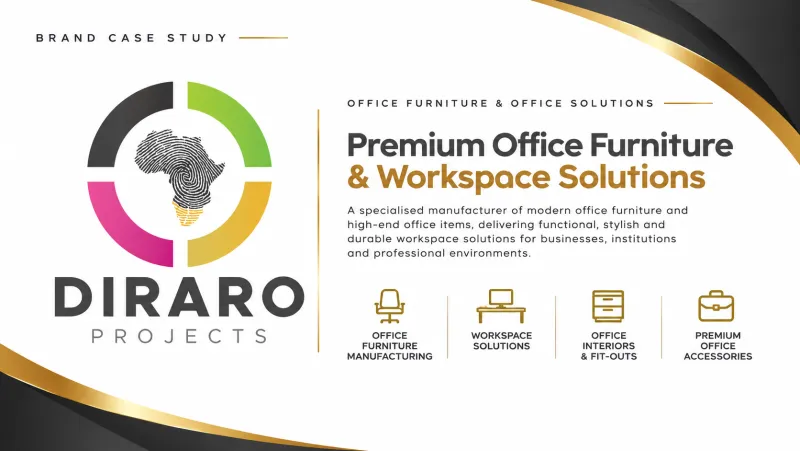 BRAND CASE STUDY
DIRARO
PROJECTS
OFFICE FURNITURE & OFFICE SOLUTIONS
Premium Office Furniture
& Workspace Solutions
A specialised manufacturer of modern office furniture and
high-end office items, delivering functional, stylish and
durable workspace solutions for businesses, institutions
and professional environments.
OFFICE
FURNITURE
MANUFACTURING
WORKSPACE
SOLUTIONS
OFFICE
INTERIORS
& FIT-OUTS
PREMIUM
OFFICE
ACCESSORIES